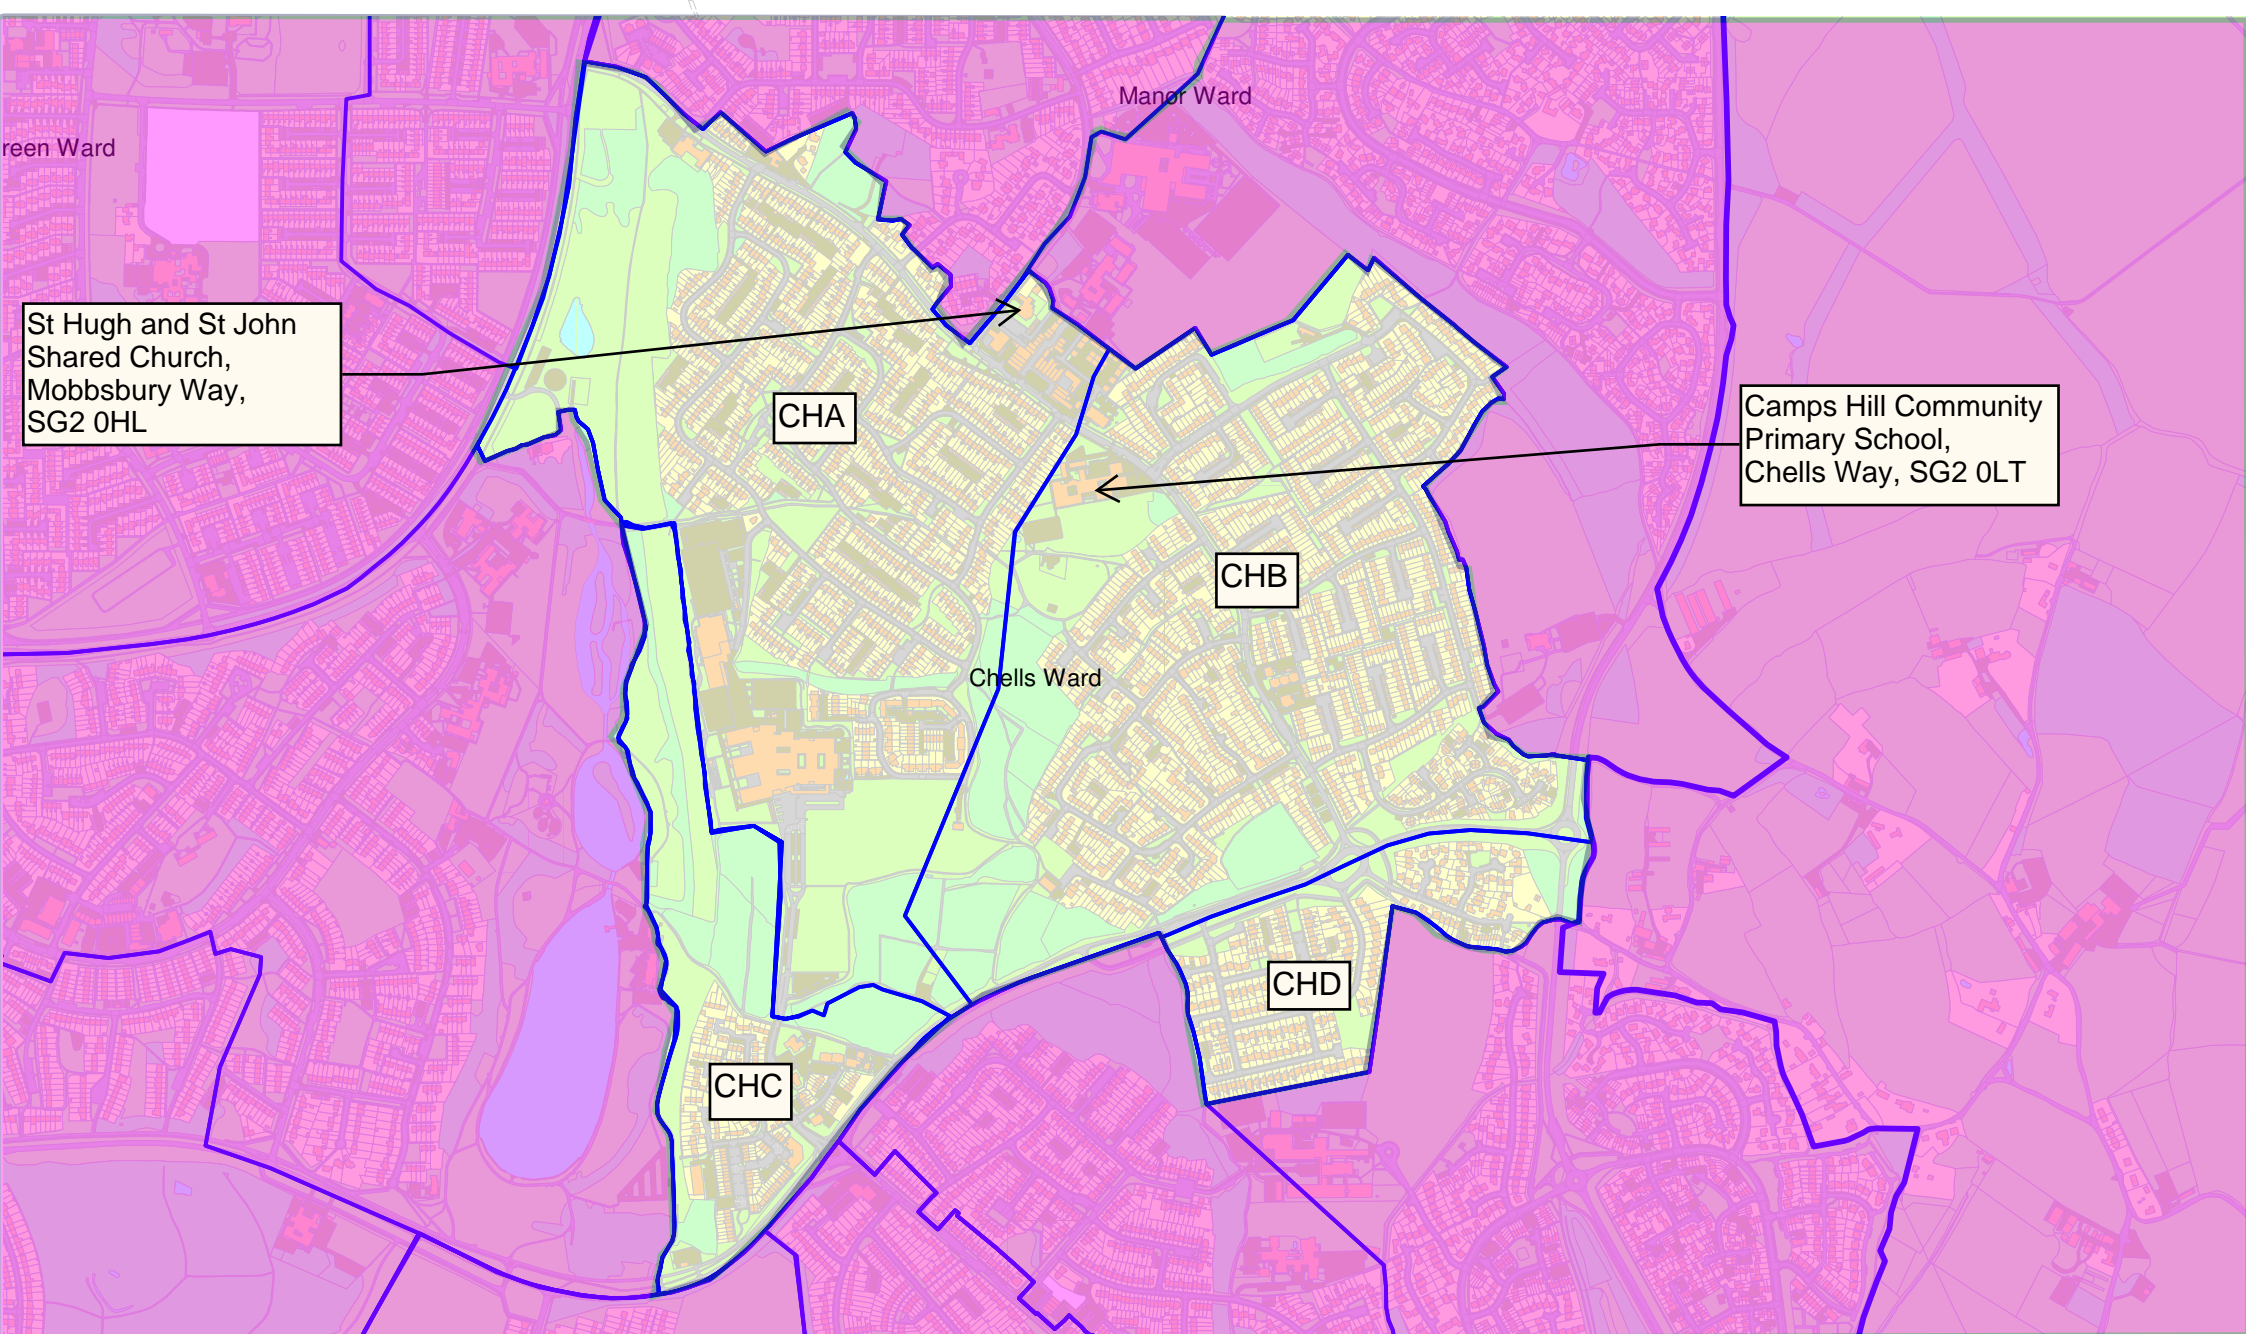 Manor Ward
reen Ward
St Hugh and St John
Shared Church,
Mobbsbury Way,
SG2 0HL
CHA
Camps Hill Community
Primary School,
Chells Way, SG2 0LT
CHB
Chells Ward
CHD
CHC